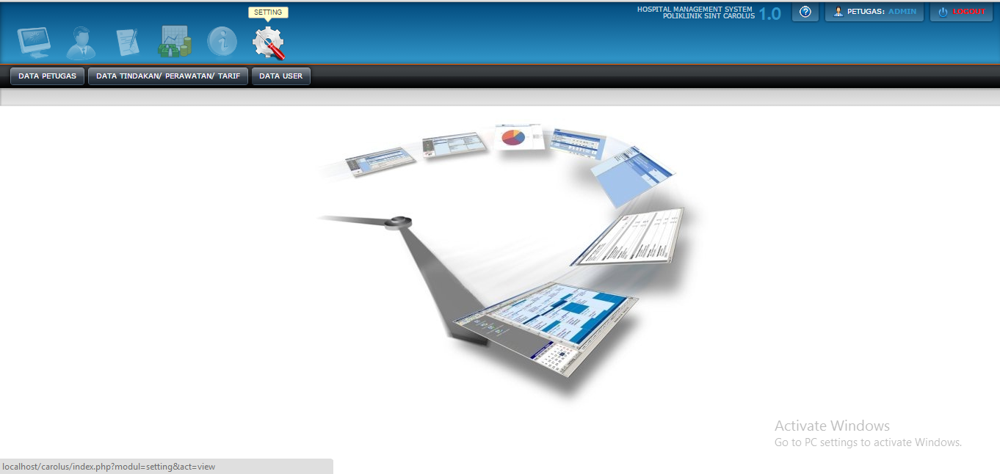 SETTING
HOSPITAL MANAGEMENT SYSTEM
POLIKLINIK SINT CAROLUS
1.0
?
PETUGAS: ADMIN
LOGOUT
DATA PETUGAS
DATA TINDAKAN/ PERAWATAN/ TARIF
DATA USER
Activate Windows
Go to PC settings to activate Windows.
localhost/carolus/index.php?modul=setting&act=view